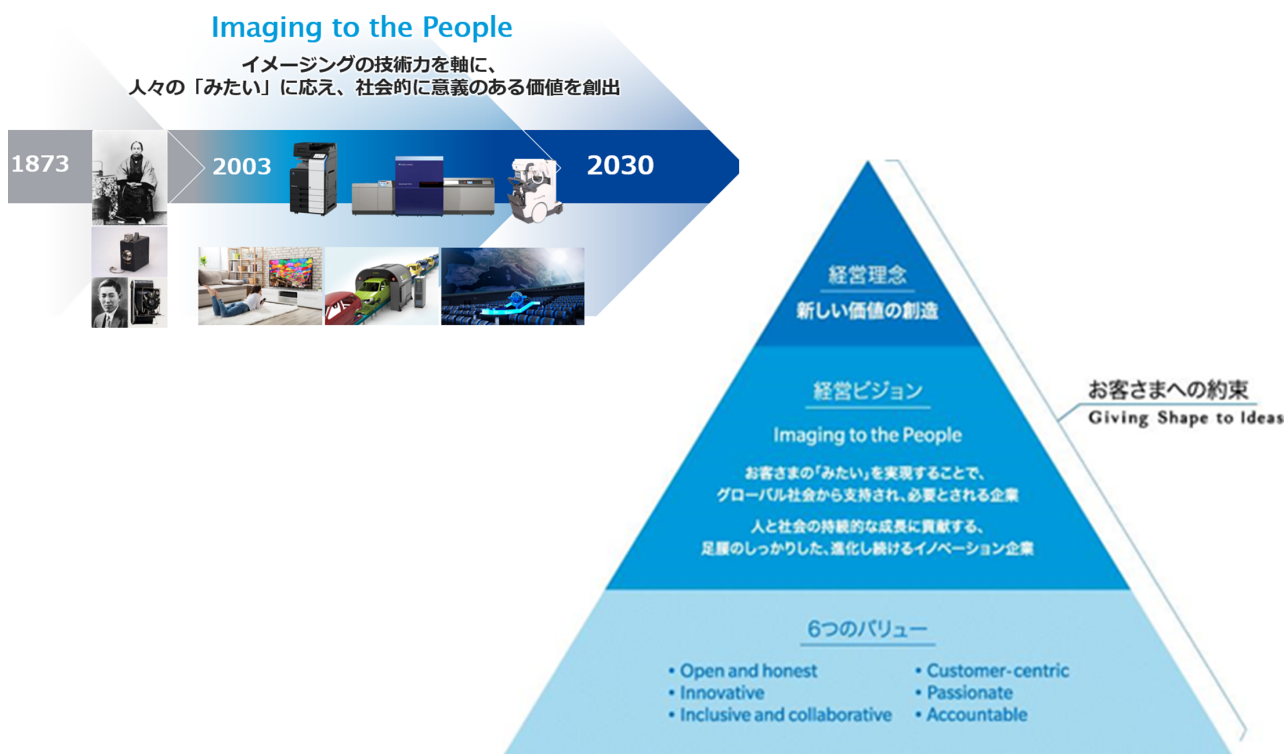 Imaging to the People
イメージングの技術力を軸に、
人々の「みたい」に応え、社会的に意義のある価値を創出
1873
2003
2030
経営理念
新しい価値の創造
経営ビジョン
Imaging to the People
お客さまの「みたい」を実現することで、
グローバル社会から支持され、必要とされる企業
人と社会の持続的な成長に貢献する、
足腰のしっかりした、進化し続けるイノベーション企業
お客さまへの約束
Giving Shape to Ideas
6つのバリュー
• Open and honest
• Innovative
• Inclusive and collaborative
• Customer-centric
• Passionate
• Accountable